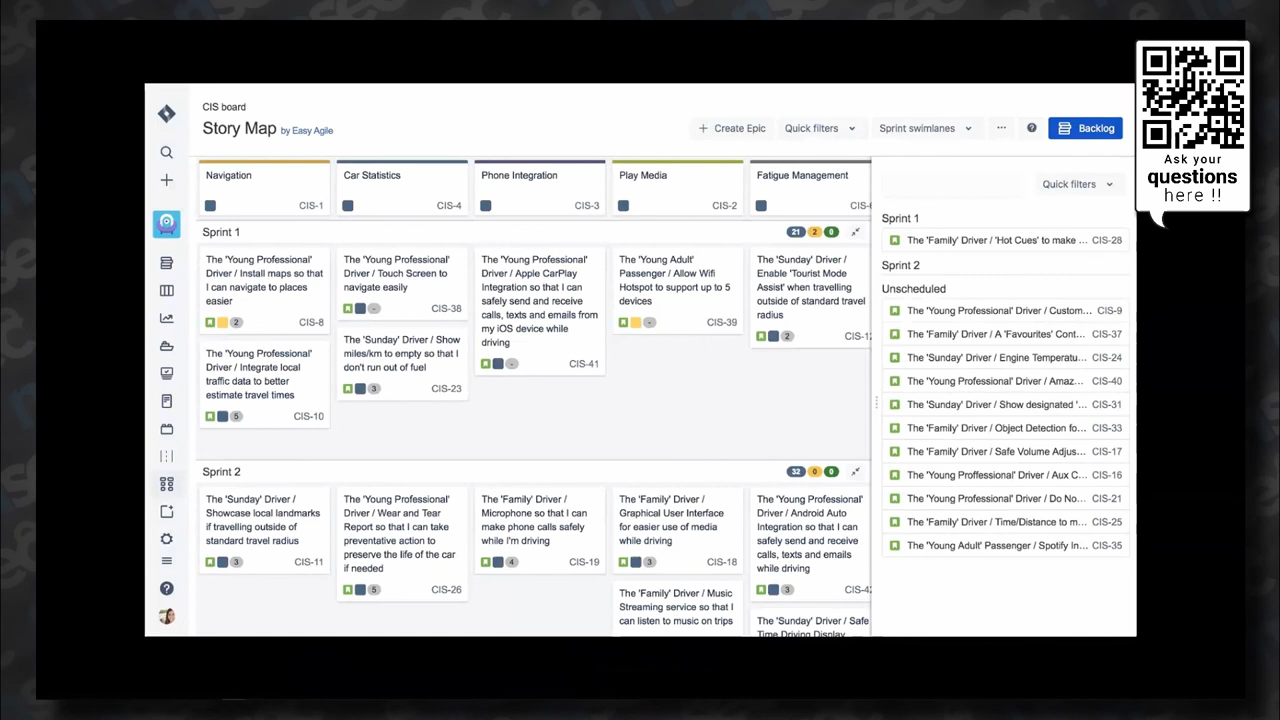 CIS board
Story Map by Easy Agile
Create Epic
Quick filters
Sprint swimlanes
Backlog
Ask your
questions
here !!
Navigation
CIS-1
Car Statistics
CIS-4
Phone Integration
CIS-3
Play Media
CIS-2
Fatigue Management
Quick filters
Sprint 1
21 2 0
The 'Young Professional'
Driver / Install maps so that
I can navigate to places
easier
2 CIS-8
The 'Young Professional'
Driver / Integrate local
traffic data to better
estimate travel times
5 CIS-10
The 'Young Professional'
Driver / Touch Screen to
navigate easily
- CIS-38
The 'Sunday' Driver / Show
miles/km to empty so that I
don't run out of fuel
3 CIS-23
The 'Young Professional'
Driver / Apple CarPlay
Integration so that I can
safely send and receive
calls, texts and emails from
my iOS device while
driving
- CIS-41
The 'Young Adult'
Passenger / Allow Wifi
Hotspot to support up to 5
devices
- CIS-39
The 'Sunday' Driver /
Enable 'Tourist Mode
Assist' when travelling
outside of standard travel
radius
2
Sprint 2
32 0 0
The 'Sunday' Driver /
Showcase local landmarks
if travelling outside of
standard travel radius
3 CIS-11
The 'Young Professional'
Driver / Wear and Tear
Report so that I can take
preventative action to
preserve the life of the car
if needed
5 CIS-26
The 'Family' Driver /
Microphone so that I can
make phone calls safely
while I'm driving
4 CIS-19
The 'Family' Driver /
Graphical User Interface
for easier use of media
while driving
3 CIS-18
The 'Family' Driver / Music
Streaming service so that I
can listen to music on trips
The 'Young Professional'
Driver / Android Auto
Integration so that I can
safely send and receive
calls, texts and emails
while driving
3 CIS-42
The 'Sunday' Driver / Safe
Time Driving Display
Sprint 1
The 'Family' Driver / 'Hot Cues' to make ... CIS-28
Sprint 2
Unscheduled
The 'Young Professional' Driver / Custom... CIS-9
The 'Family' Driver / A 'Favourites' Cont... CIS-37
The 'Sunday' Driver / Engine Temperatu... CIS-24
The 'Young Professional' Driver / Amaz... CIS-40
The 'Sunday' Driver / Show designated '... CIS-31
The 'Family' Driver / Object Detection fo... CIS-33
The 'Family' Driver / Safe Volume Adjus... CIS-17
The 'Young Proffessional' Driver / Aux C... CIS-16
The 'Young Professional' Driver / Do No... CIS-21
The 'Family' Driver / Time/Distance to m... CIS-25
The 'Young Adult' Passenger / Spotify In... CIS-35